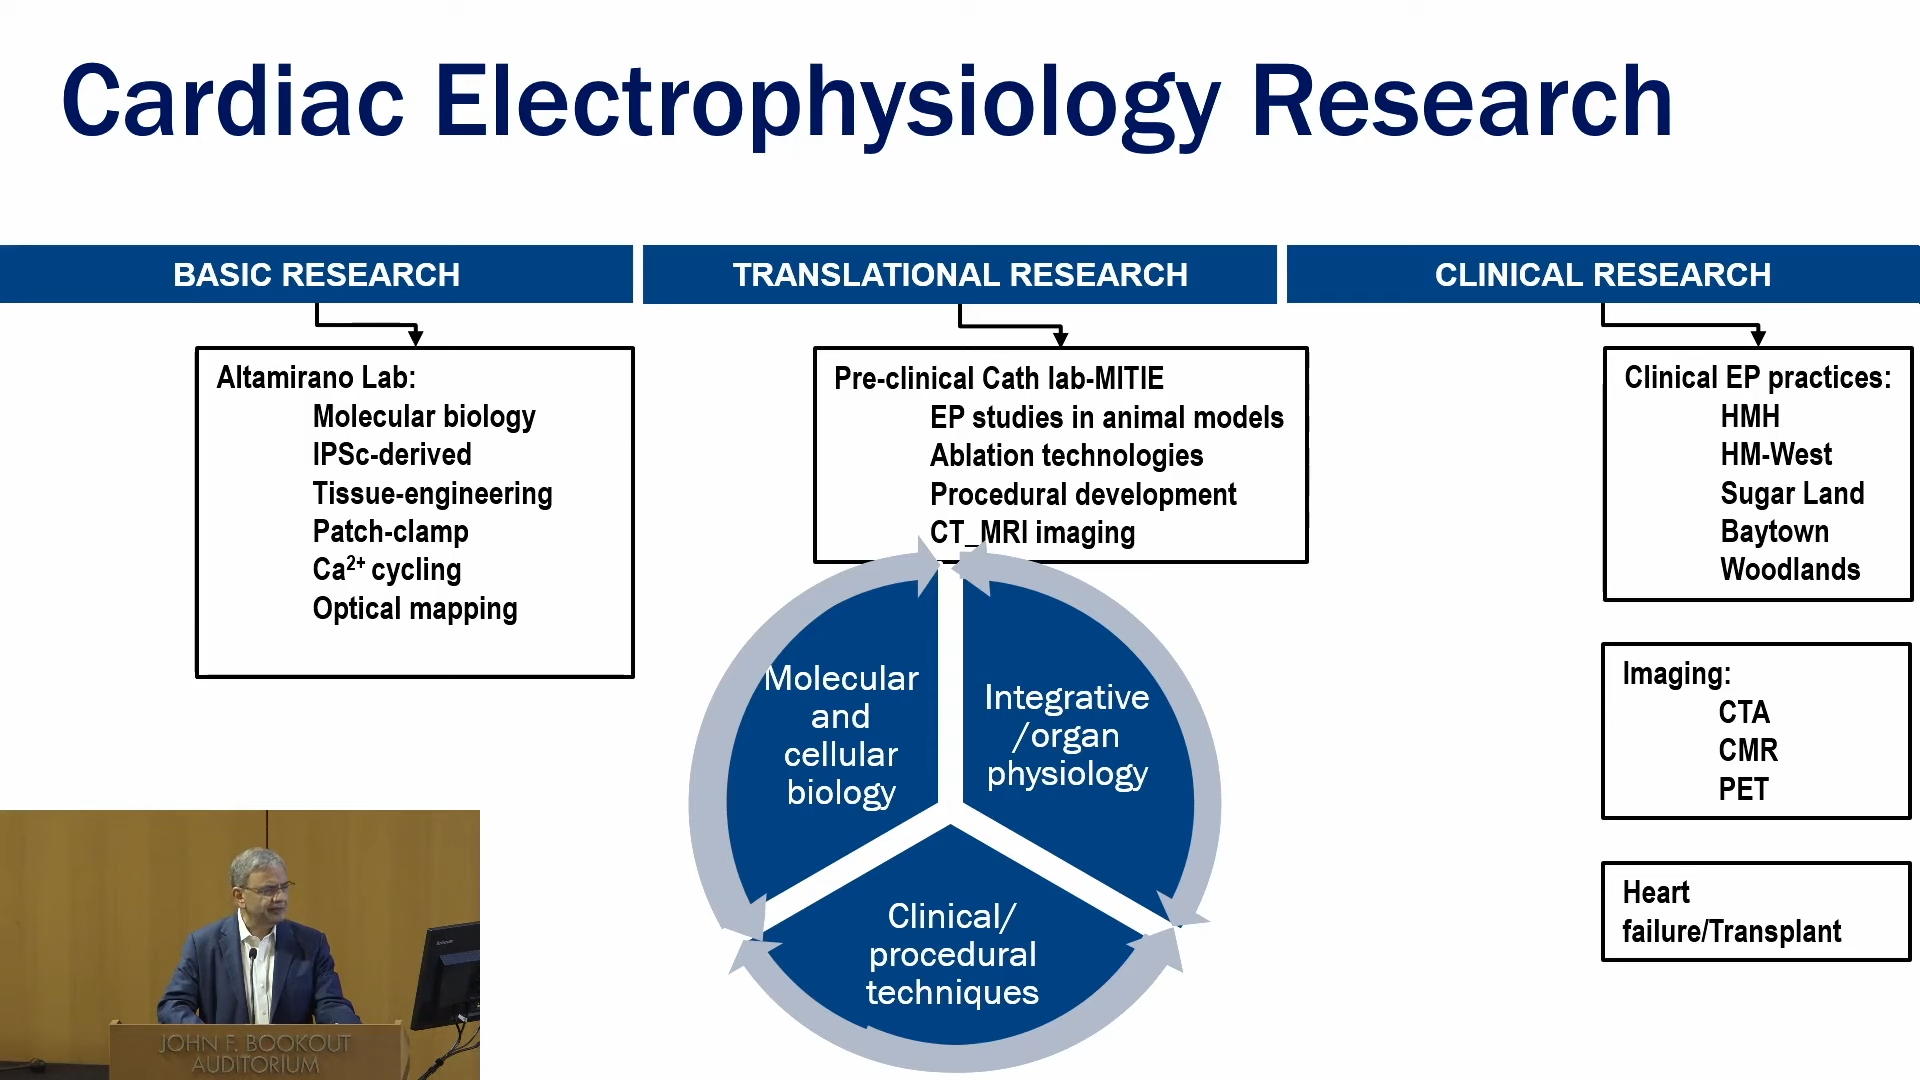 Cardiac Electrophysiology Research
BASIC RESEARCH
TRANSLATIONAL RESEARCH
CLINICAL RESEARCH
Altamirano Lab:
Molecular biology
IPSc-derived
Tissue-engineering
Patch-clamp
Ca²⁺ cycling
Optical mapping
Pre-clinical Cath lab-MITIE
EP studies in animal models
Ablation technologies
Procedural development
CT_MRI imaging
Clinical EP practices:
HMH
HM-West
Sugar Land
Baytown
Woodlands
Imaging:
CTA
CMR
PET
Heart
failure/Transplant
Molecular
and
cellular
biology
Integrative
/organ
physiology
Clinical/
procedural
techniques
JOHN F. BOOKOUT
AUDITORIUM